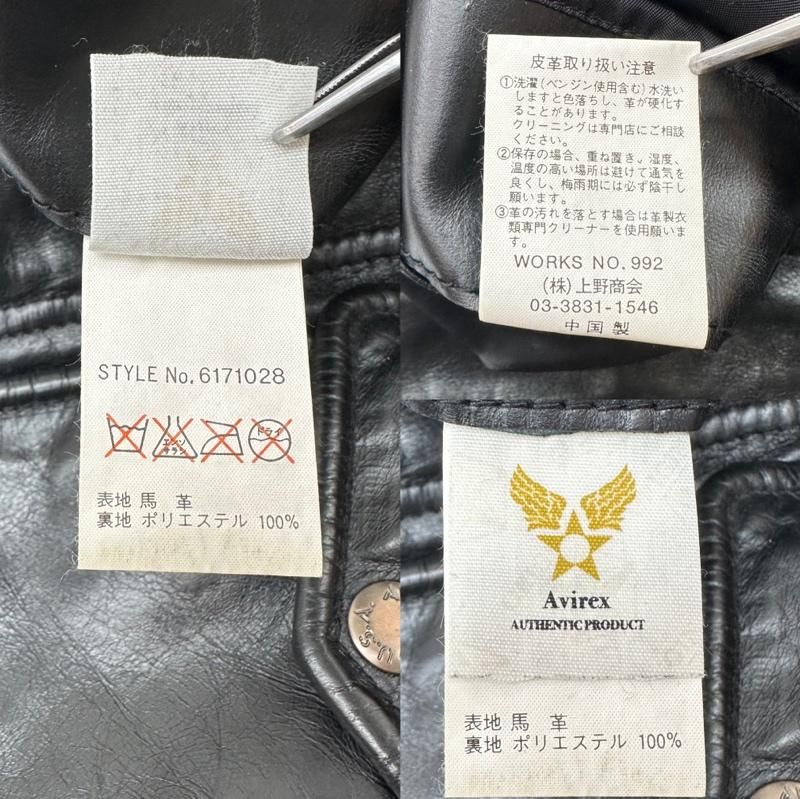 STYLE No.6171028
エンソ
サラシ
ドライ
表地 馬 革
裏地 ポリエステル 100%
U.S.A.
皮革取り扱い注意
①洗濯(ベンジン使用含む)水洗い
しますと色落ちし、革が硬化す
ることがあります。
クリーニングは専門店にご相談
ください。
②保存の場合、重ね置き。湿度、
温度の高い場所は避けて通気を
良くし、梅雨期には必ず陰干し
願います。
③革の汚れを落とす場合は革製衣
類専門クリーナーを使用願いま
す。
WORKS NO.992
(株)上野商会
03-3831-1546
中国製
Avirex
AUTHENTIC PRODUCT
表地 馬 革
裏地 ポリエステル 100%